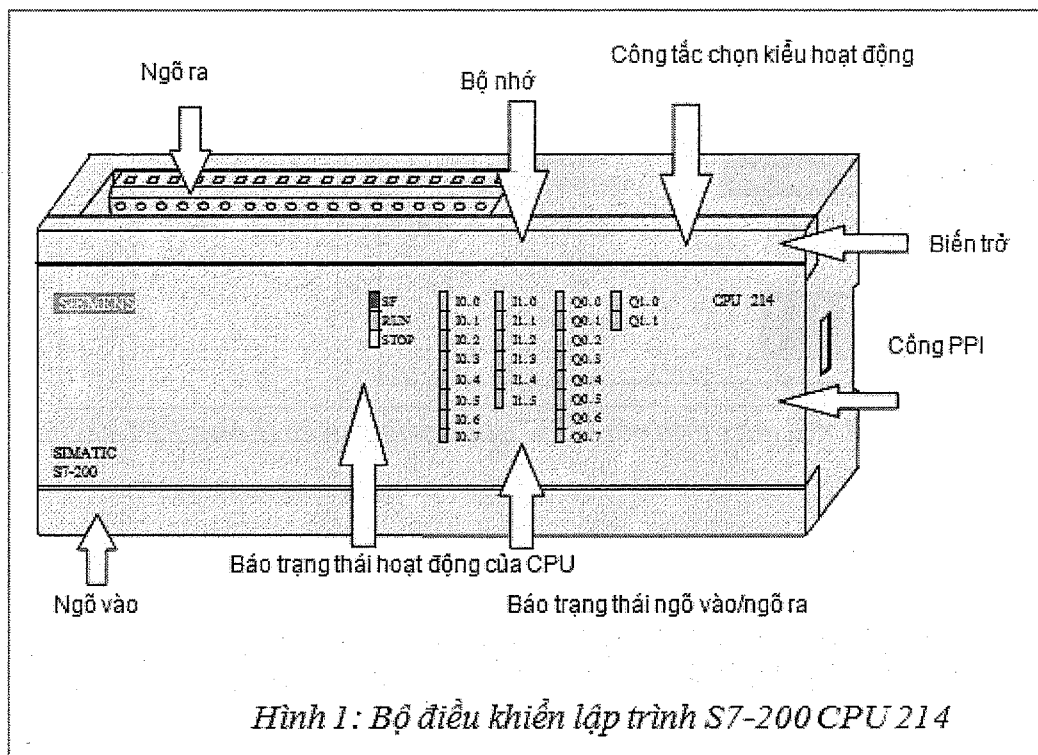 Ngõ ra
Bộ nhớ
Công tắc chọn kiểu hoạt động
Biến trở
SIEMENS
SF
RUN
STOP
I0.0
I0.1
I0.2
I0.3
I0.4
I0.5
I0.6
I0.7
I1.0
I1.1
I1.2
I1.3
I1.4
I1.5
Q0.0
Q0.1
Q0.2
Q0.3
Q0.4
Q0.5
Q0.6
Q0.7
Q1.0
Q1.1
CPU 214
Cổng PPI
SIMATIC
S7-200
Báo trạng thái hoạt động của CPU
Ngõ vào
Báo trạng thái ngõ vào/ngõ ra
Hình 1: Bộ điều khiển lập trình S7-200 CPU 214